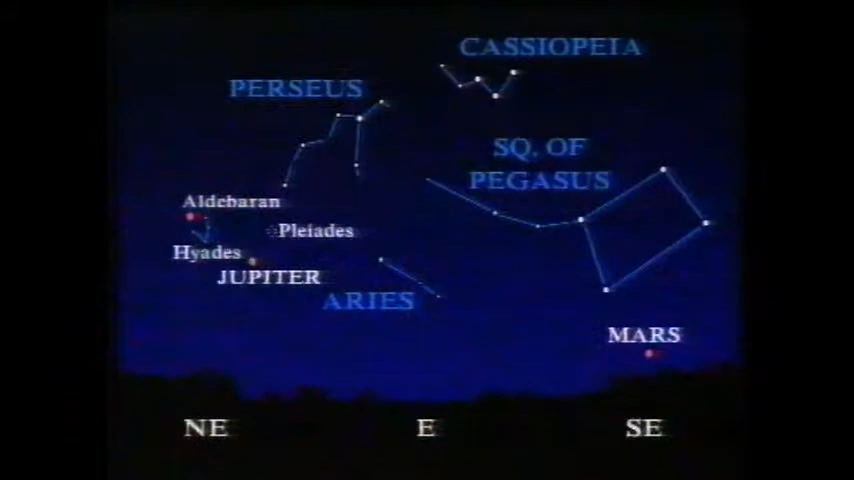 CASSIOPEIA
PERSEUS
SQ. OF
PEGASUS
Aldebaran
Pleiades
Hyades
JUPITER
ARIES
MARS
NE E SE